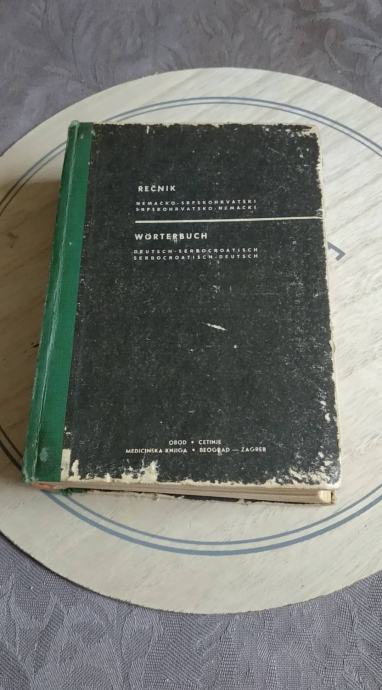 REČNIK
NEMAČKO-SRPSKOHRVATSKI
SRPSKOHRVATSKO-NEMAČKI
WÖRTERBUCH
DEUTSCH-SERBOCROATISCH
SERBOCROATISCH-DEUTSCH
OBOD • CETINJE
MEDICINSKA KNJIGA • BEOGRAD — ZAGREB